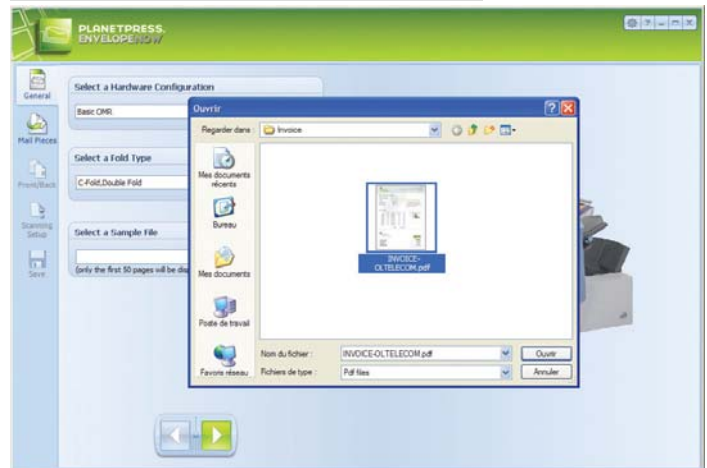 PLANETPRESS.
ENVELOPENOW
General
Mail Pieces
Front/Back
Scanning
Setup
Save
Select a Hardware Configuration
Basic OMR
Select a Fold Type
C-Fold,Double Fold
Select a Sample File
(only the first 50 pages will be
Ouvrir
Regarder dans :
Invoice
Mes documents
récents
Bureau
Mes documents
Poste de travail
Favoris réseau
INVOICE-
OLTELECOM.pdf
Nom du fichier :
INVOICE-OLTELECOM.pdf
Ouvrir
Fichiers de type :
Pdf files
Annuler